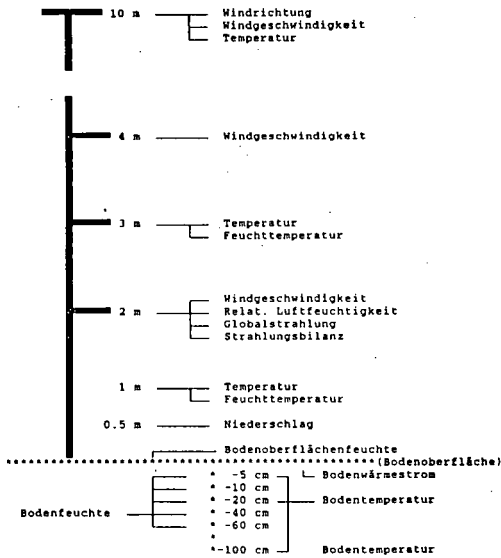 10 m Windrichtung
Windgeschwindigkeit
Temperatur
4 m Windgeschwindigkeit
3 m Temperatur
Feuchttemperatur
Windgeschwindigkeit
2 m Relat. Luftfeuchtigkeit
Globalstrahlung
Strahlungsbilanz
1 m Temperatur
Feuchttemperatur
0.5 m Niederschlag
Bodenoberflächenfeuchte
(Bodenoberfläche)
* -5 cm Bodenwärmestrom
* -10 cm
* -20 cm Bodentemperatur
Bodenfeuchte * -40 cm
* -60 cm
*
*-100 cm Bodentemperatur